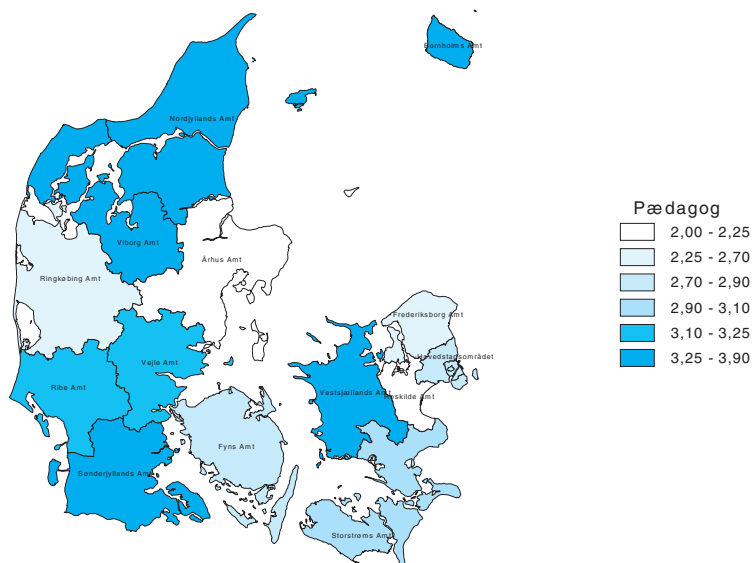 Bornholms Amt
Nordjyllands Amt
Viborg Amt
Århus Amt
Ringkøbing Amt
Frederiksborg Amt
Hovedstadsområdet
Vejle Amt
Ribe Amt
Vestsjællands Amt
Roskilde Amt
Fyns Amt
Sønderjyllands Amt
Storstrøms Amt
Pædagog
2,00 - 2,25
2,25 - 2,70
2,70 - 2,90
2,90 - 3,10
3,10 - 3,25
3,25 - 3,90